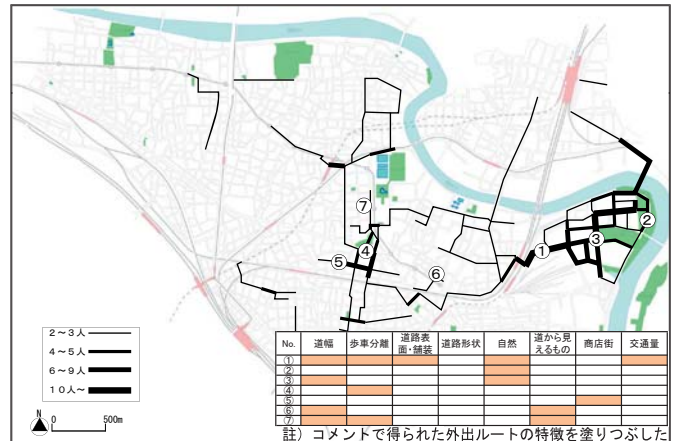 ⑦
②
③
①
④
⑤
⑥
2～3人
4～5人
6～9人
10人～
N
0 500m
No. 道幅 歩車分離 道路表面・舗装 道路形状 自然 道から見えるもの 商店街 交通量
①
②
③
④
⑤
⑥
⑦
註）コメントで得られた外出ルートの特徴を塗りつぶした